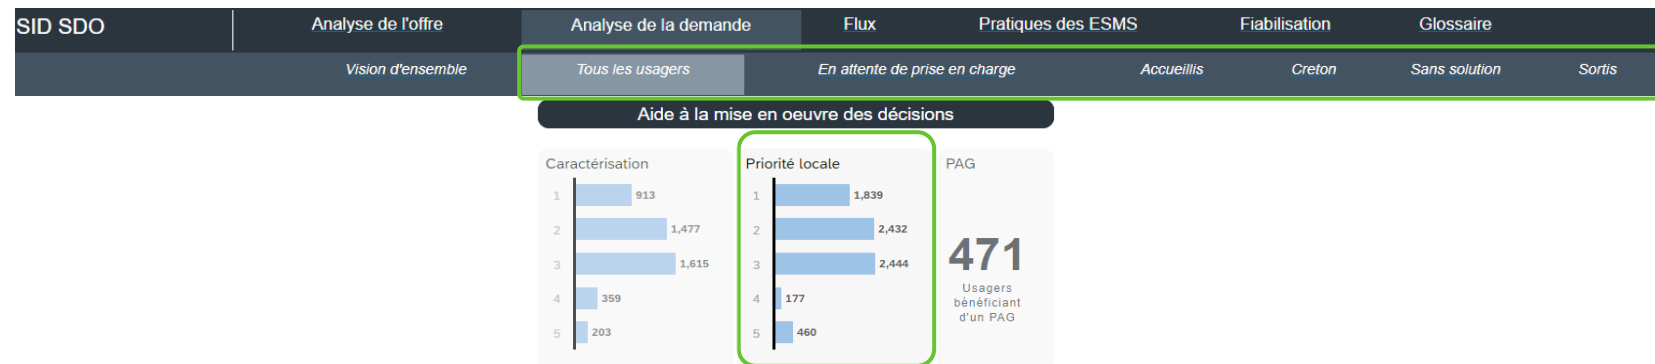 SID SDO Analyse de l'offre Analyse de la demande Flux Pratiques des ESMS Fiabilisation Glossaire
Vision d'ensemble Tous les usagers En attente de prise en charge Accueillis Creton Sans solution Sortis
Aide à la mise en oeuvre des décisions
Caractérisation
1 913
2 1,477
3 1,615
4 359
5 203
Priorité locale
1 1,839
2 2,432
3 2,444
4 177
5 460
PAG
471
Usagers
bénéficiant
d'un PAG